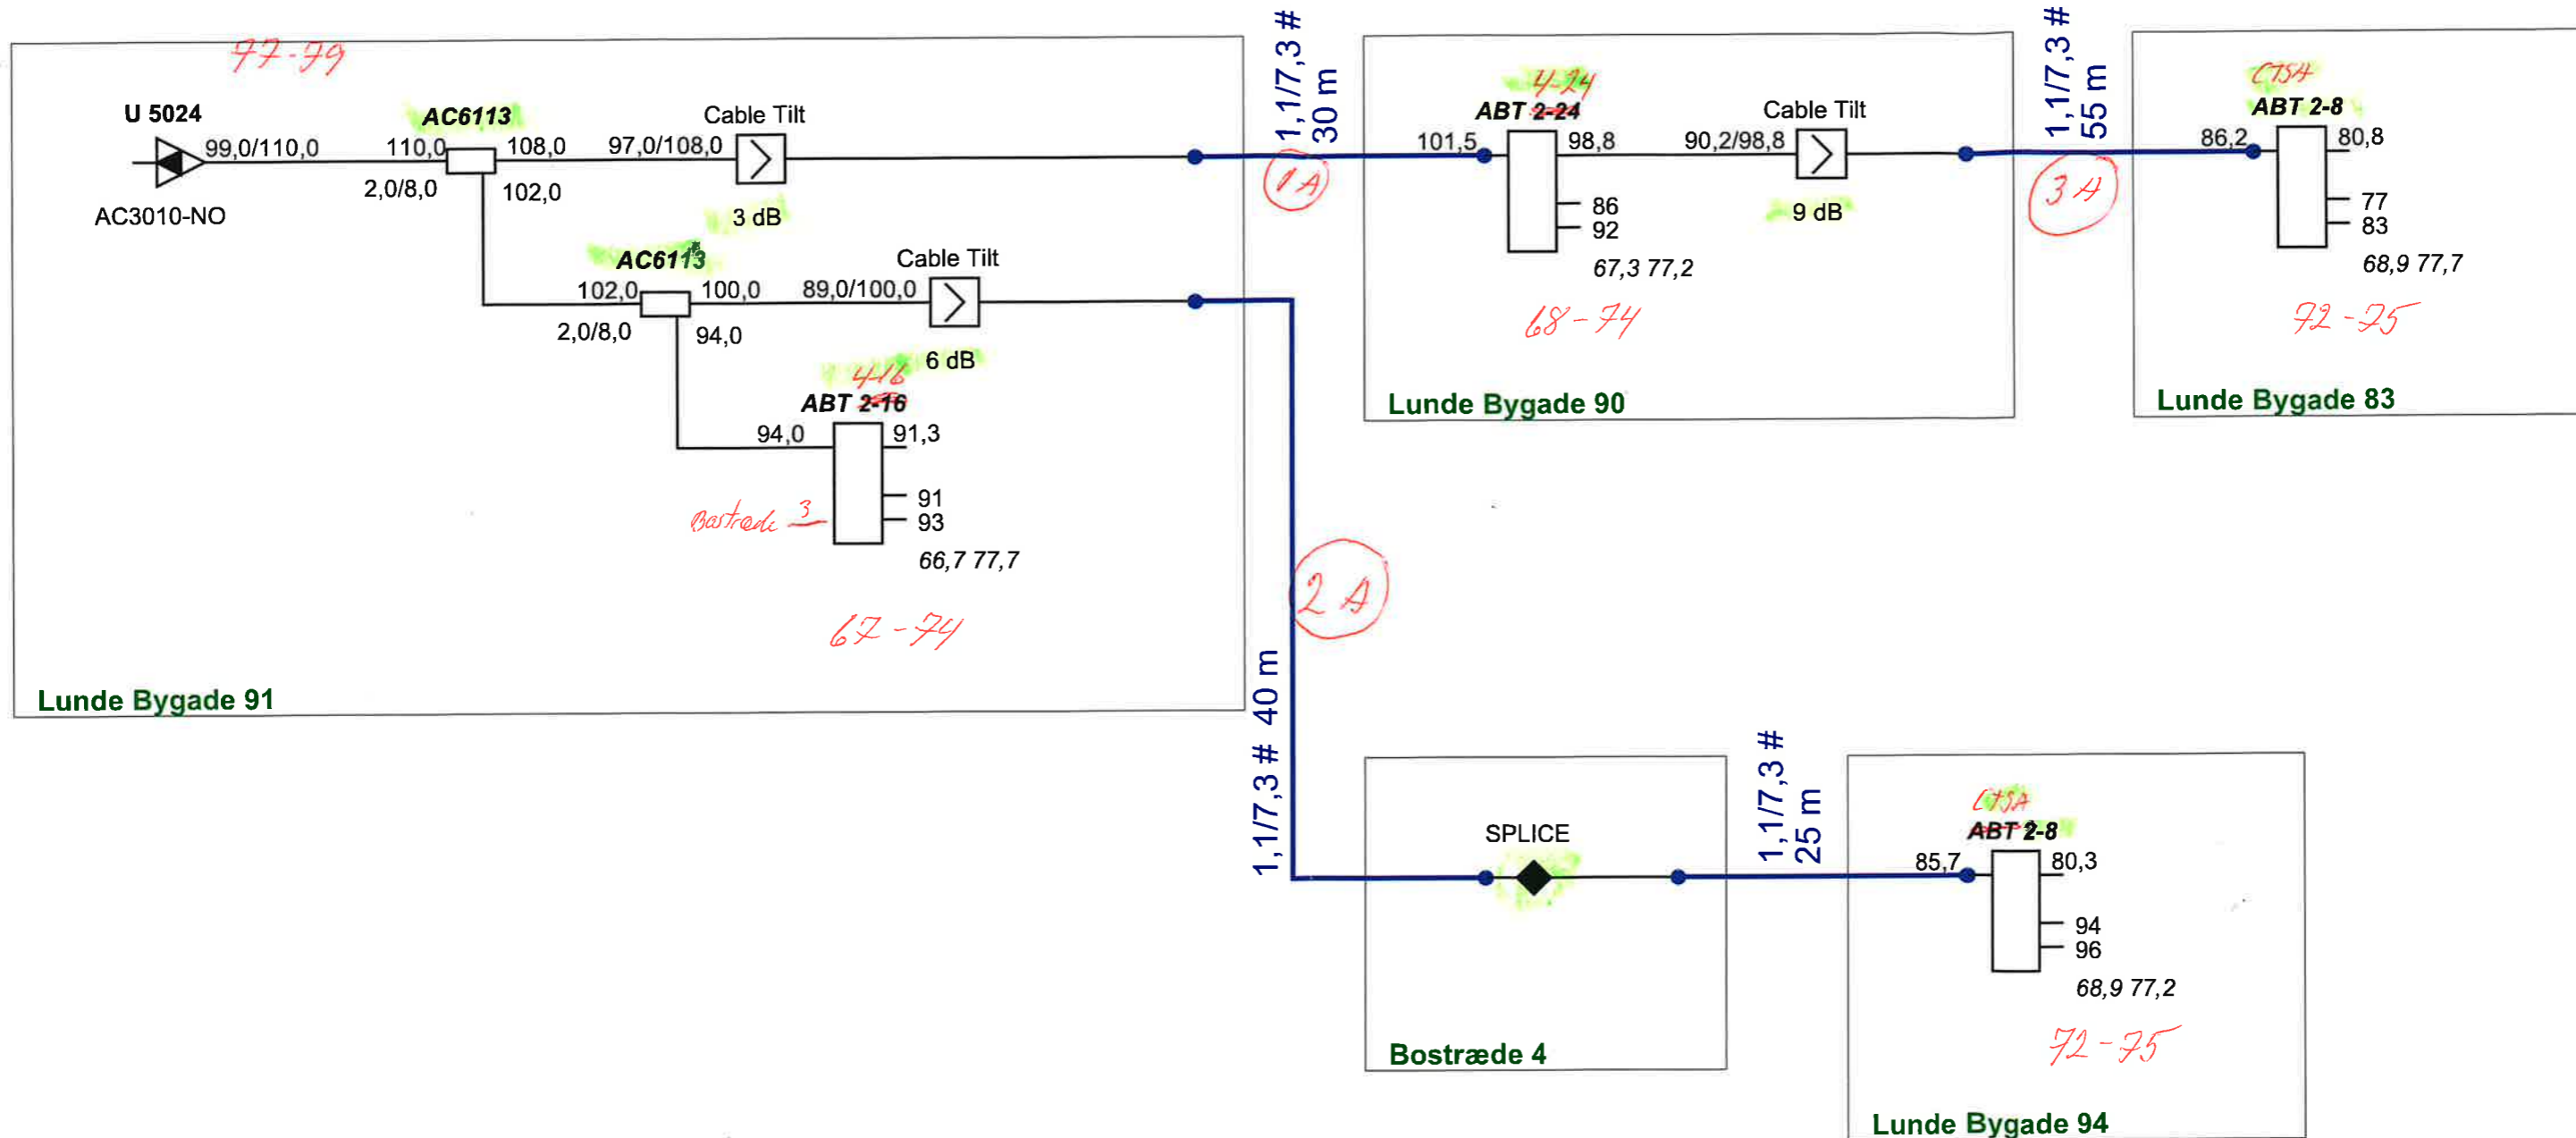 77-79
U 5024
99,0/110,0
AC3010-NO
AC6113
110,0
108,0
2,0/8,0
102,0
97,0/108,0
Cable Tilt
3 dB
AC6113
102,0
100,0
2,0/8,0
94,0
89,0/100,0
Cable Tilt
6 dB
4-16
ABT 2-16
94,0
91,3
91
93
3
66,7 77,7
67-74
Lunde Bygade 91
1,1/7,3 #
30 m
1 A
4-24
ABT 2-24
101,5
98,8
86
92
67,3 77,2
68-74
90,2/98,8
Cable Tilt
9 dB
Lunde Bygade 90
1,1/7,3 #
55 m
3 A
ABT 2-8
86,2
80,8
77
83
68,9 77,7
72-75
Lunde Bygade 83
2 A
1,1/7,3 # 40 m
SPLICE
Bostræde 4
1,1/7,3 #
25 m
ABT 2-8
85,7
80,3
94
96
68,9 77,2
72-75
Lunde Bygade 94